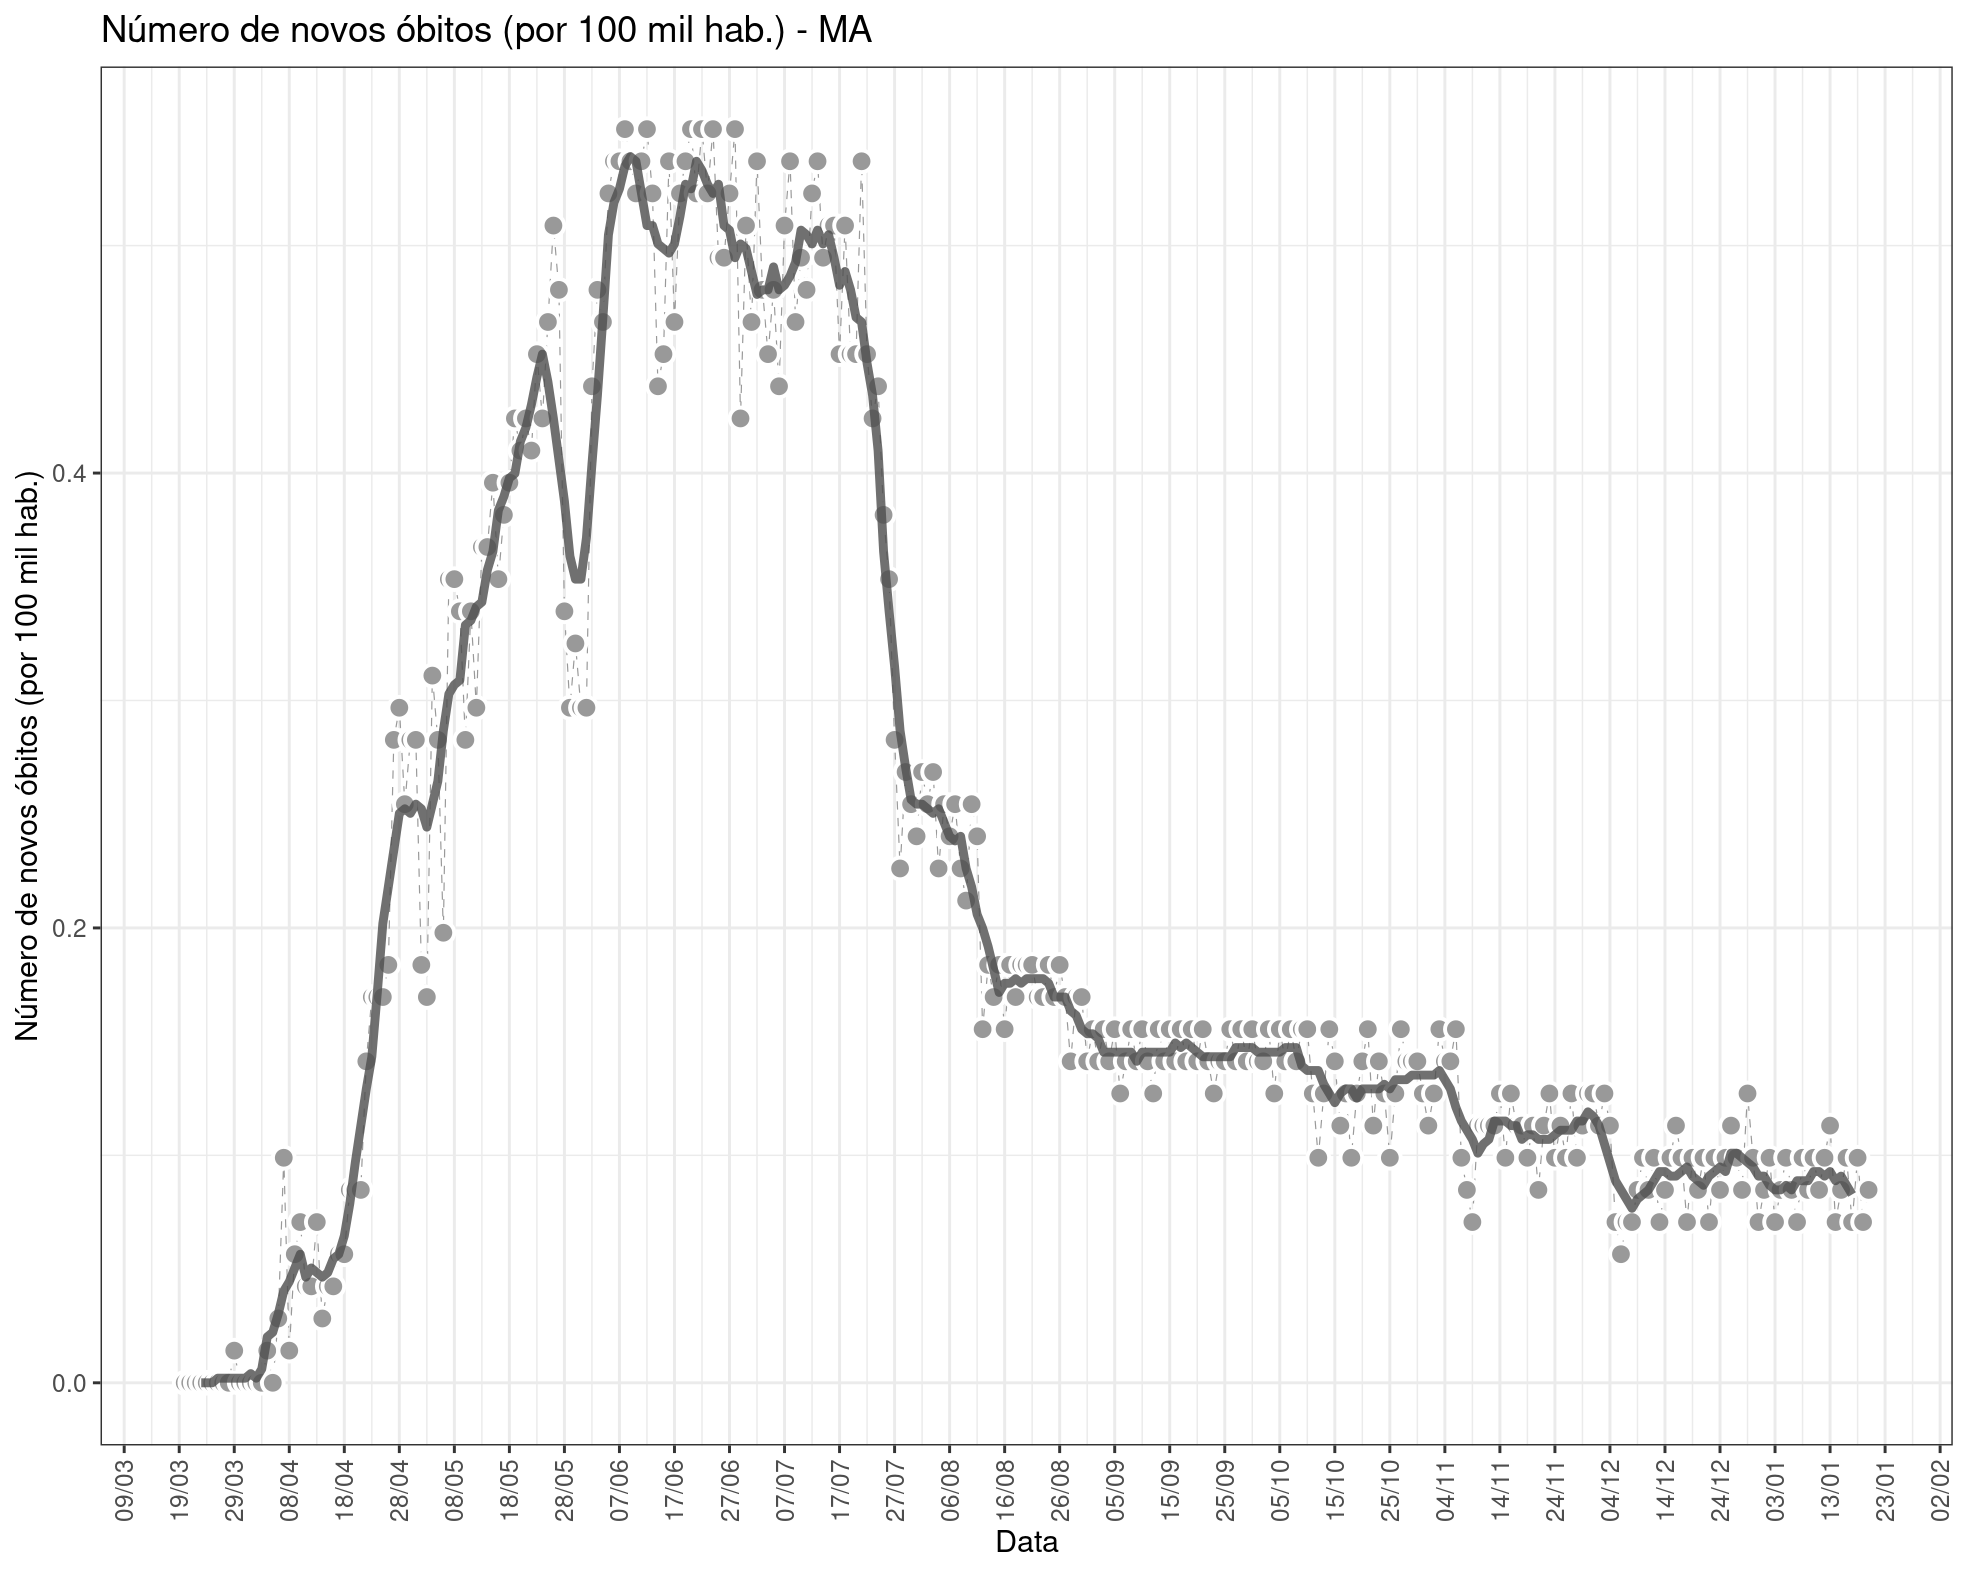 Número de novos óbitos (por 100 mil hab.) - MA
Número de novos óbitos (por 100 mil hab.)
0.4
0.2
0.0
09/03 19/03 29/03 08/04 18/04 28/04 08/05 18/05 28/05 07/06 17/06 27/06 07/07 17/07 27/07 06/08 16/08 26/08 05/09 15/09 25/09 05/10 15/10 25/10 04/11 14/11 24/11 04/12 14/12 24/12 03/01 13/01 23/01 02/02
Data